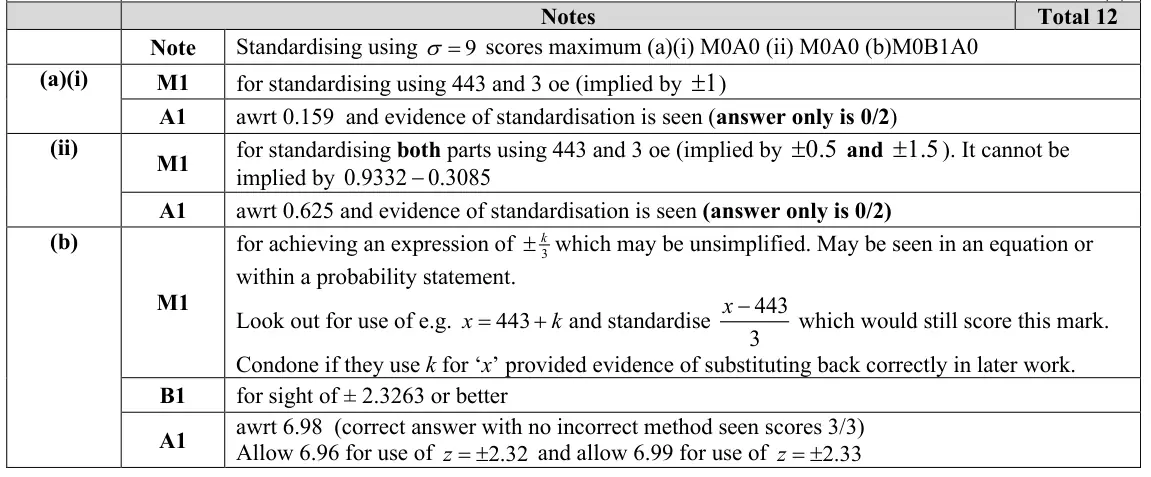 Notes Total 12
Note Standardising using σ = 9 scores maximum (a)(i) M0A0 (ii) M0A0 (b)M0B1A0
(a)(i) M1 for standardising using 443 and 3 oe (implied by ±1)
A1 awrt 0.159 and evidence of standardisation is seen (answer only is 0/2)
(ii) M1 for standardising both parts using 443 and 3 oe (implied by ±0.5 and ±1.5). It cannot be
implied by 0.9332 − 0.3085
A1 awrt 0.625 and evidence of standardisation is seen (answer only is 0/2)
(b) M1 for achieving an expression of ± k/3 which may be unsimplified. May be seen in an equation or
within a probability statement.
Look out for use of e.g. x = 443 + k and standardise (x − 443)/3 which would still score this mark.
Condone if they use k for ‘x’ provided evidence of substituting back correctly in later work.
B1 for sight of ± 2.3263 or better
A1 awrt 6.98 (correct answer with no incorrect method seen scores 3/3)
Allow 6.96 for use of z = ±2.32 and allow 6.99 for use of z = ±2.33